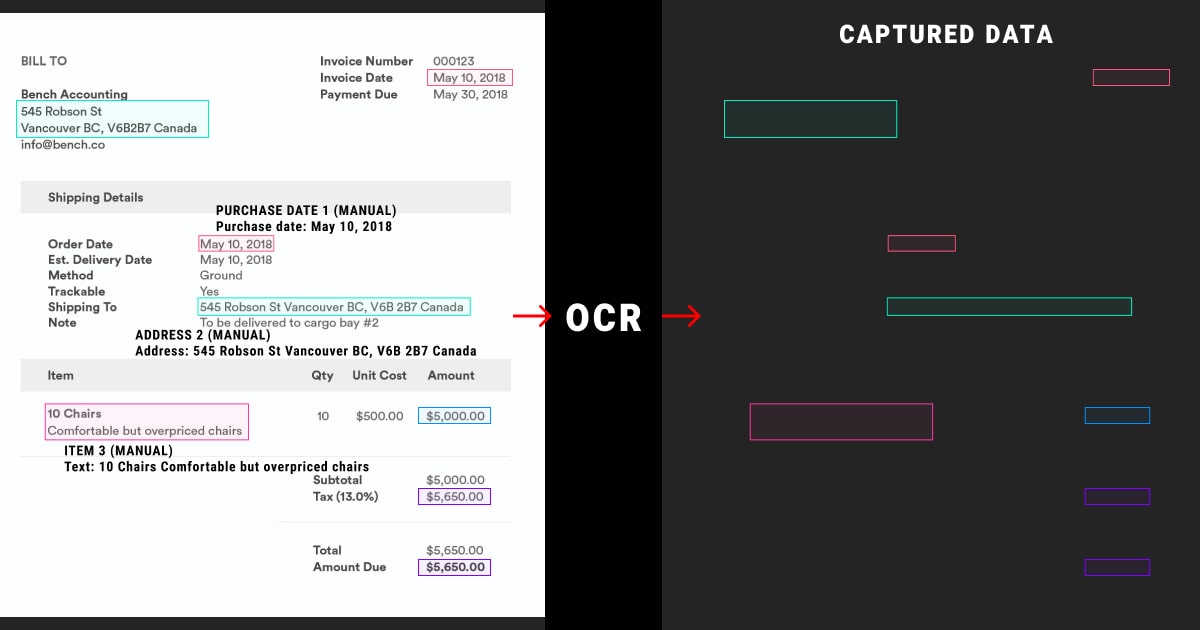 CAPTURED DATA
BILL TO
Invoice Number 000123
Invoice Date May 10, 2018
Payment Due May 30, 2018
Bench Accounting
545 Robson St
Vancouver BC, V6B2B7 Canada
info@bench.co
Shipping Details
PURCHASE DATE 1 (MANUAL)
Purchase date: May 10, 2018
Order Date May 10, 2018
Est. Delivery Date May 10, 2018
Method Ground
Trackable Yes
Shipping To 545 Robson St Vancouver BC, V6B 2B7 Canada
Note To be delivered to cargo bay #2
OCR
ADDRESS 2 (MANUAL)
Address: 545 Robson St Vancouver BC, V6B 2B7 Canada
Item Qty Unit Cost Amount
10 Chairs 10 $500.00 $5,000.00
Comfortable but overpriced chairs
ITEM 3 (MANUAL)
Text: 10 Chairs Comfortable but overpriced chairs
Subtotal $5,000.00
Tax (13.0%) $5,650.00
Total $5,650.00
Amount Due $5,650.00